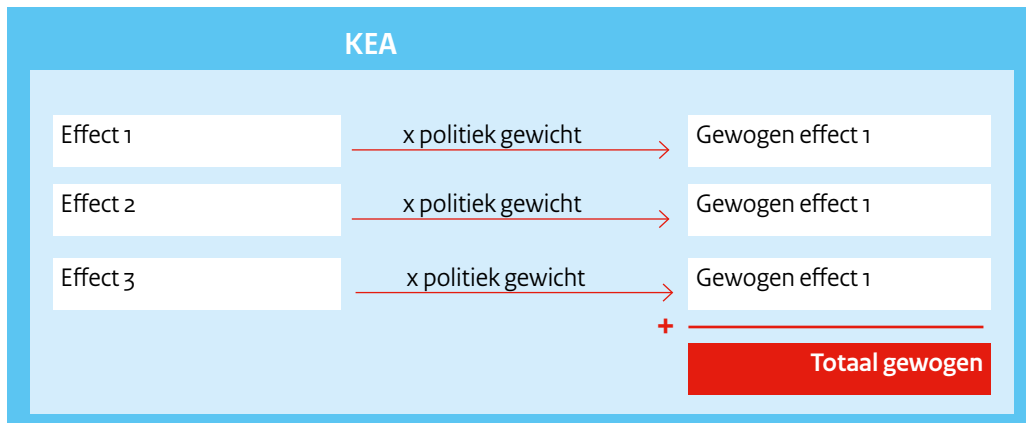 KEA
Effect 1 x politiek gewicht Gewogen effect 1
Effect 2 x politiek gewicht Gewogen effect 1
Effect 3 x politiek gewicht Gewogen effect 1
+
Totaal gewogen